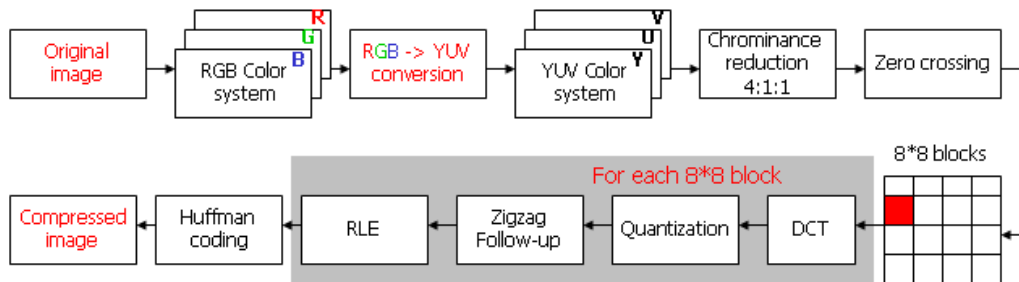 Original
image
R
G
B
RGB Color
system
RGB -> YUV
conversion
V
U
Y
YUV Color
system
Chrominance
reduction
4:1:1
Zero crossing
8*8 blocks
For each 8*8 block
DCT
Quantization
Zigzag
Follow-up
RLE
Huffman
coding
Compressed
image